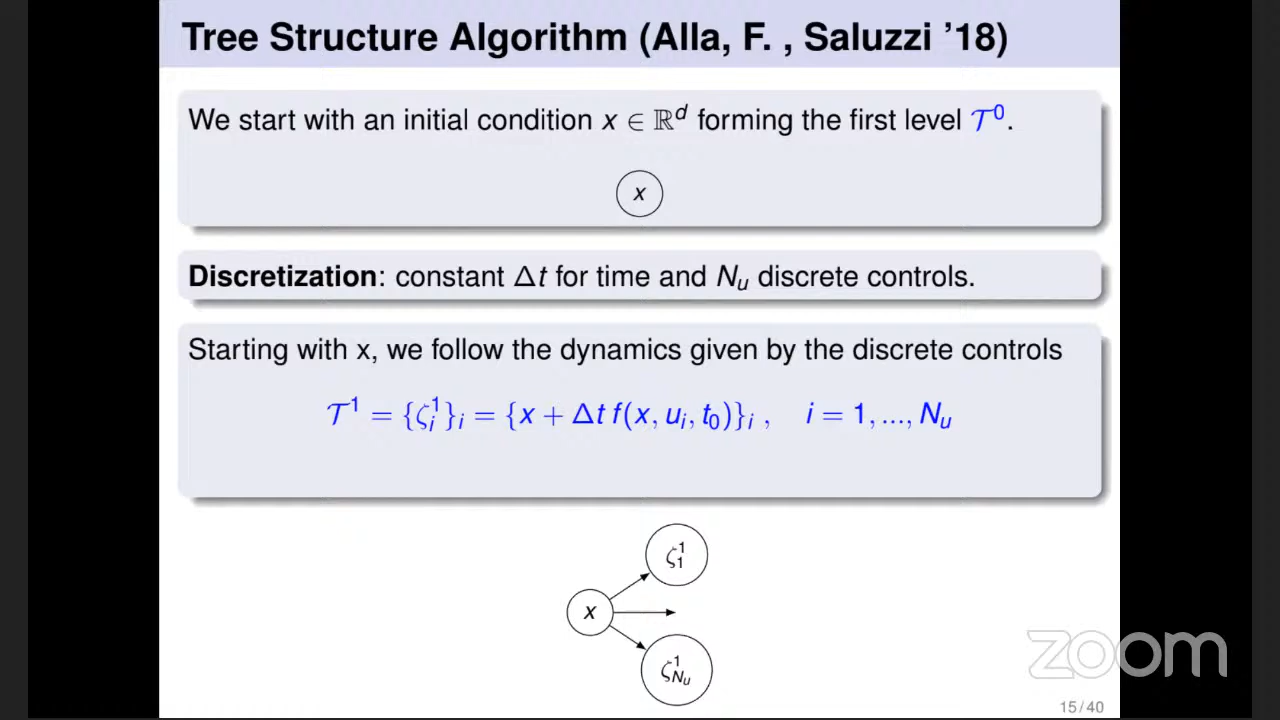 Tree Structure Algorithm (Alla, F. , Saluzzi ’18)
We start with an initial condition x ∈ ℝ^d forming the first level 𝒯^0.
x
Discretization: constant Δt for time and N_u discrete controls.
Starting with x, we follow the dynamics given by the discrete controls
𝒯^1 = {ζ_i^1}_i = {x + Δt f(x, u_i, t_0)}_i , i = 1, ..., N_u
ζ_1^1
x
ζ_{N_u}^1
zoom
15 / 40